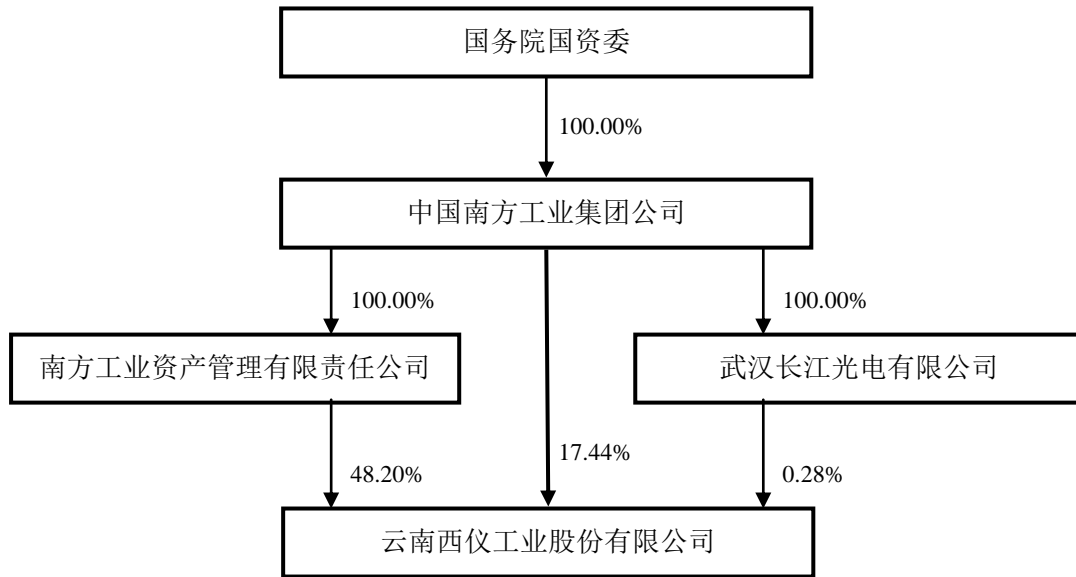 国务院国资委
100.00%
中国南方工业集团公司
100.00%
100.00%
南方工业资产管理有限责任公司
武汉长江光电有限公司
48.20%
17.44%
0.28%
云南西仪工业股份有限公司